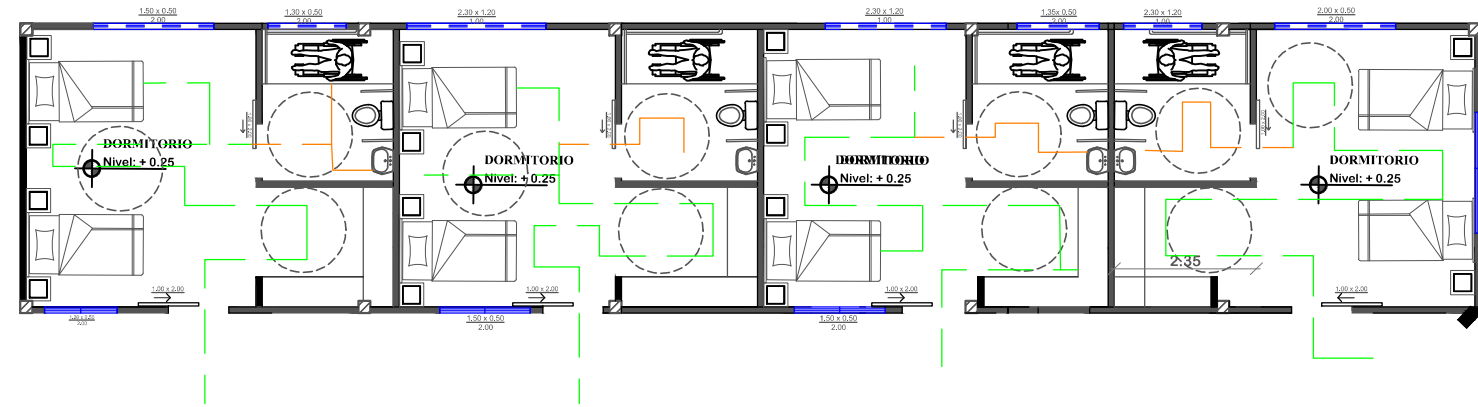 1.50 x 0.50
2.00
1,30 x 0.50
2.00
2.30 x 1.20
1.00
2.30 x 1.20
1.00
1.35x 0.50
2.00
2.30 x 1.20
1.00
2.00 x 0.50
2.00
DORMITORIO
Nivel: + 0.25
DORMITORIO
Nivel: + 0.25
DORMITORIO
Nivel: + 0.25
DORMITORIO
Nivel: + 0.25
2.35
1.00 x 2.00
1.00 x 2.00
1.00 x 2.00
1.00 x 2.00
1,50 x 0.50
2.00
1,50 x 0.50
2.00